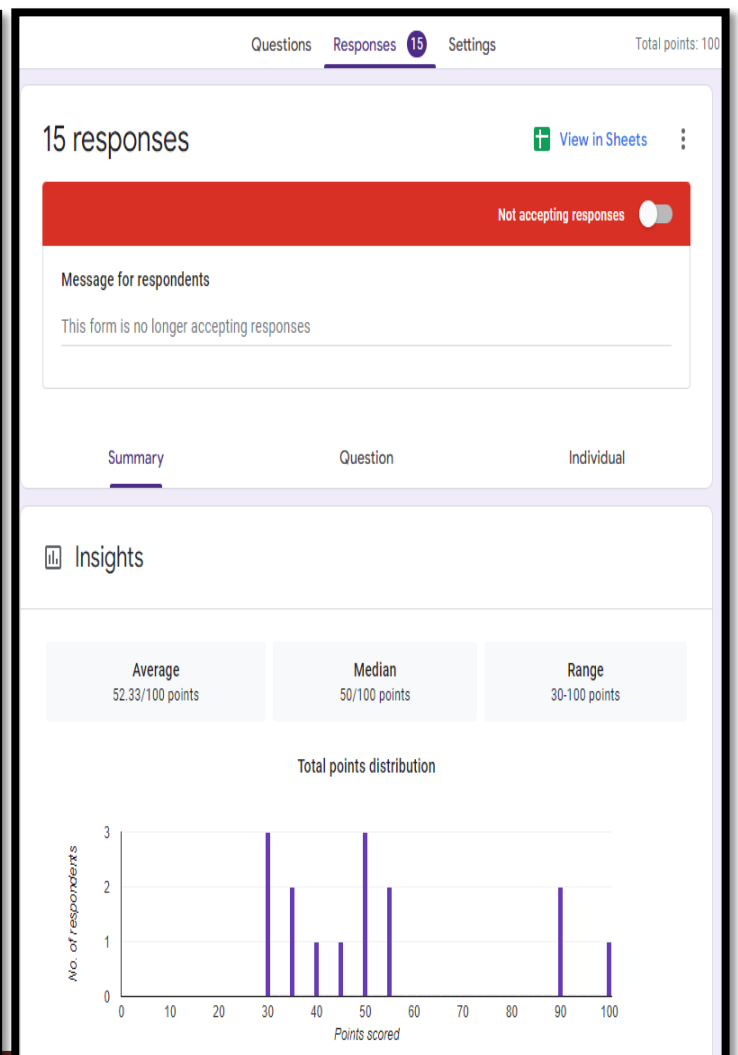 Questions Responses 15 Settings Total points: 100
15 responses
View in Sheets
Not accepting responses
Message for respondents
This form is no longer accepting responses
Summary Question Individual
Insights
Average Median Range
52.33/100 points 50/100 points 30-100 points
Total points distribution
No. of respondents
3
2
1
0
0 10 20 30 40 50 60 70 80 90 100
Points scored